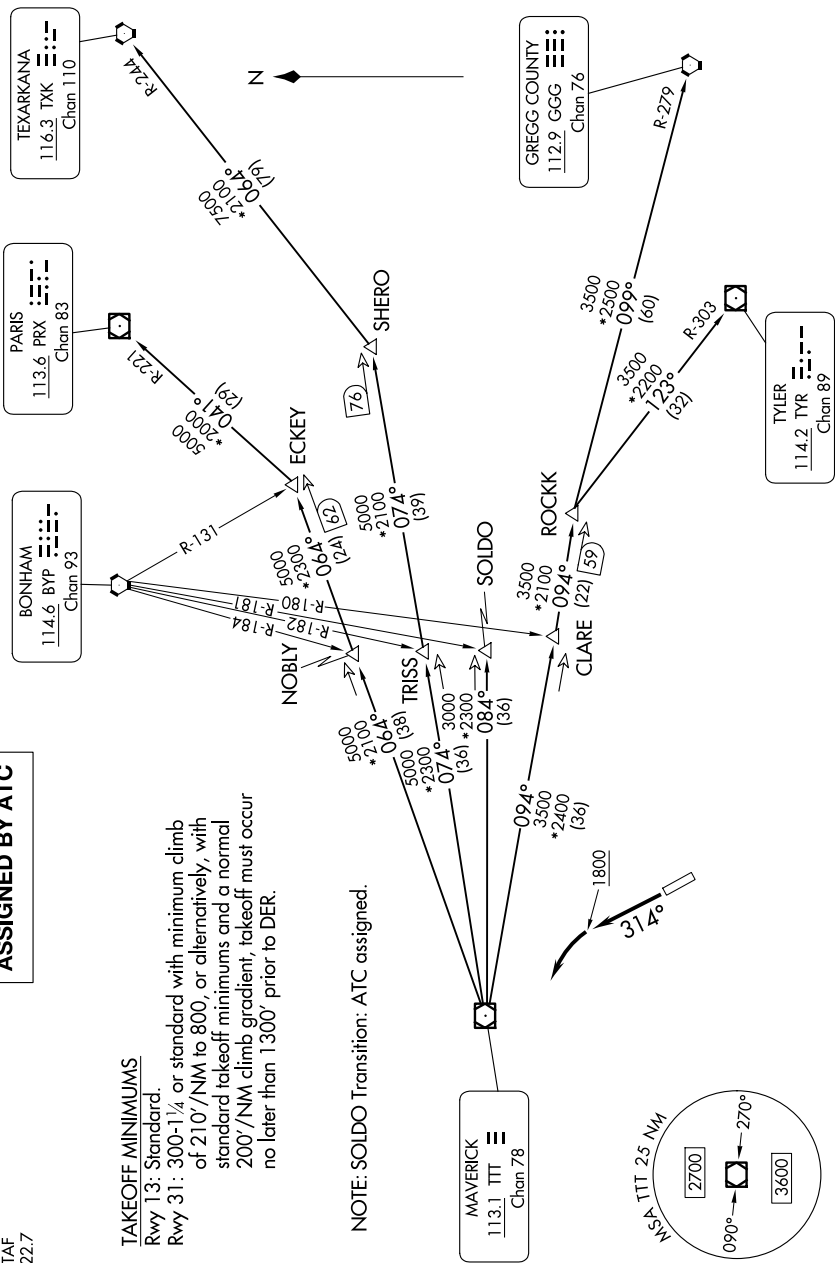 ASSIGNED BY ATC
TAF
22.7
TAKEOFF MINIMUMS
Rwy 13: Standard.
Rwy 31: 300-1¼ or standard with minimum climb
of 210'/NM to 800, or alternatively, with
standard takeoff minimums and a normal
200'/NM climb gradient, takeoff must occur
no later than 1300' prior to DER.
NOTE: SOLDO Transition: ATC assigned.
BONHAM
114.6 BYP
Chan 93
PARIS
113.6 PRX
Chan 83
TEXARKANA
116.3 TXK
Chan 110
R-244
N
7500
*2100
064°
(79)
R-221
5000
*2000
041°
(29)
R-131
R-180
R-181
R-182
R-184
ECKEY
62
5000
*2300
064°
(24)
NOBLY
SHERO
76
5000
*2100
074°
(39)
TRISS
SOLDO
5000
*2100
064°
(38)
5000
*2300
074°
(36)
3000
*2300
084°
(36)
094°
3500
*2400
(36)
CLARE
3500
*2100
094°
(22)
59
ROCKK
3500
*2500
099°
(60)
R-279
GREGG COUNTY
112.9 GGG
Chan 76
3500
*2200
123°
(32)
R-303
TYLER
114.2 TYR
Chan 89
MAVERICK
113.1 TTT
Chan 78
1800
314°
MSA TTT 25 NM
2700
090°
270°
3600